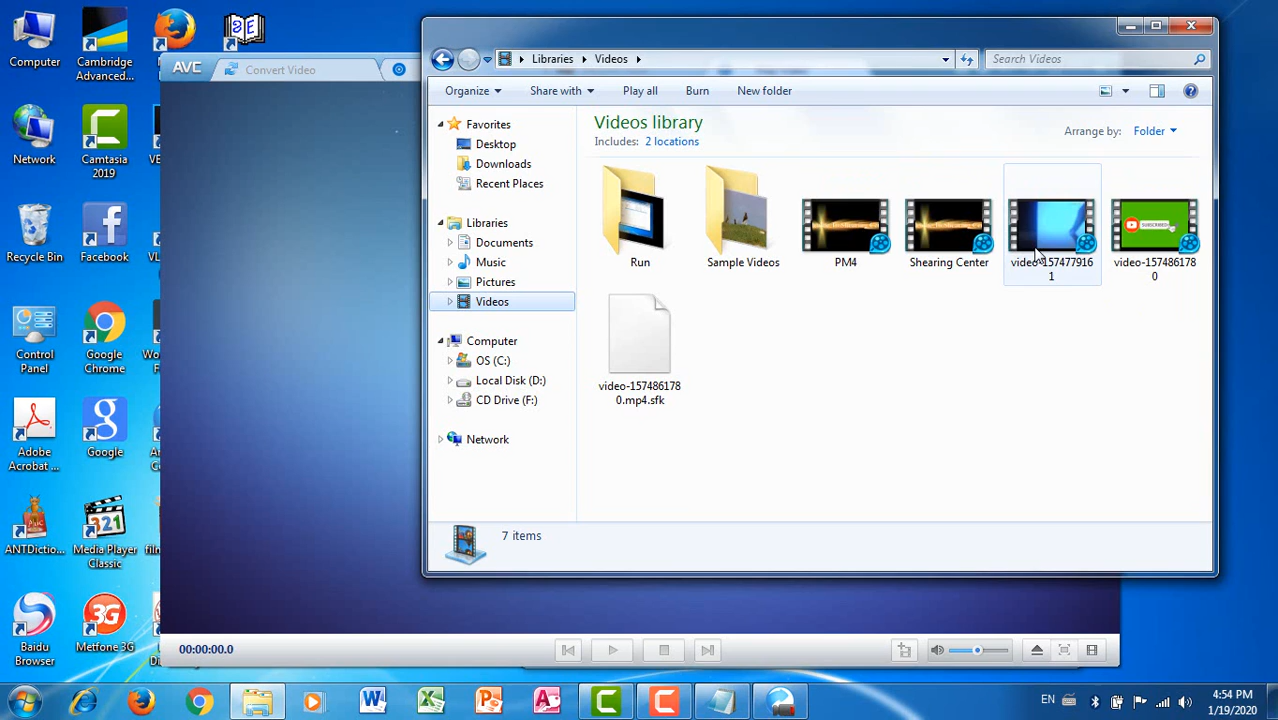 Computer
Cambridge
Advanced...
Network
Camtasia
2019
Recycle Bin
Facebook
Control
Panel
Google
Chrome
Adobe
Acrobat ...
Google
ANTDictio...
Media Player
Classic
321
Baidu
Browser
3G
Metfone 3G
AVC
Convert Video
00:00:00.0
Libraries
Videos
Search Videos
Organize
Share with
Play all
Burn
New folder
Favorites
Desktop
Downloads
Recent Places
Libraries
Documents
Music
Pictures
Videos
Computer
OS (C:)
Local Disk (D:)
CD Drive (F:)
Network
Videos library
Includes: 2 locations
Arrange by: Folder
Run
Sample Videos
PM4
Shearing Center
video-157477916
1
video-157486178
0
video-157486178
0.mp4.sfk
7 items
EN
4:54 PM
1/19/2020